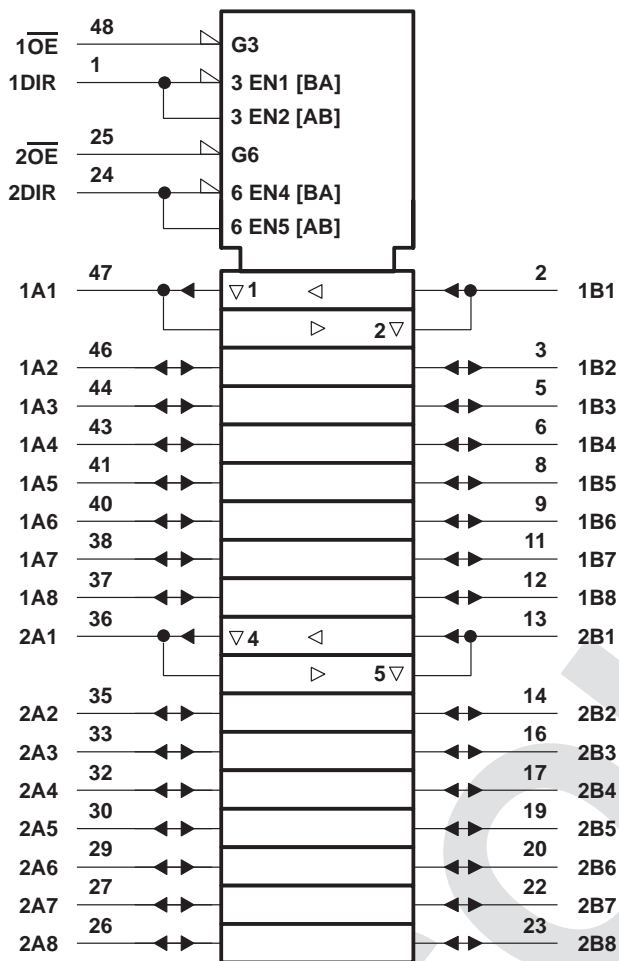 48
1O̅E̅ G3
1
1DIR 3 EN1 [BA]
3 EN2 [AB]
25
2O̅E̅ G6
24
2DIR 6 EN4 [BA]
6 EN5 [AB]
47 2
1A1 ▽1 ◁ 1B1
▷ 2▽
46 3
1A2 1B2
44 5
1A3 1B3
43 6
1A4 1B4
41 8
1A5 1B5
40 9
1A6 1B6
38 11
1A7 1B7
37 12
1A8 1B8
36 13
2A1 ▽4 ◁ 2B1
▷ 5▽
35 14
2A2 2B2
33 16
2A3 2B3
32 17
2A4 2B4
30 19
2A5 2B5
29 20
2A6 2B6
27 22
2A7 2B7
26 23
2A8 2B8